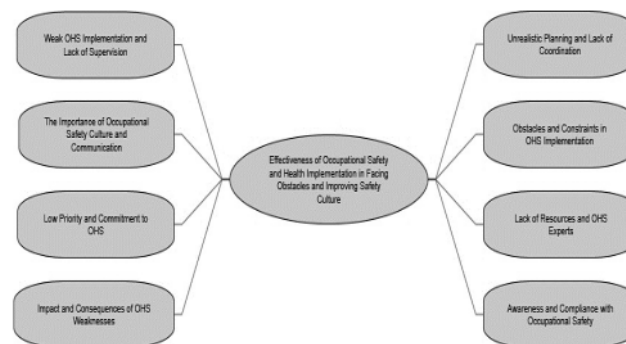 Weak OHS Implementation and
Lack of Supervision
The Importance of Occupational
Safety Culture and
Communication
Low Priority and Commitment to
OHS
Impact and Consequences of OHS
Weaknesses
Effectiveness of Occupational Safety
and Health Implementation in Facing
Obstacles and Improving Safety
Culture
Unrealistic Planning and Lack of
Coordination
Obstacles and Constraints in
OHS Implementation
Lack of Resources and OHS
Experts
Awareness and Compliance with
Occupational Safety